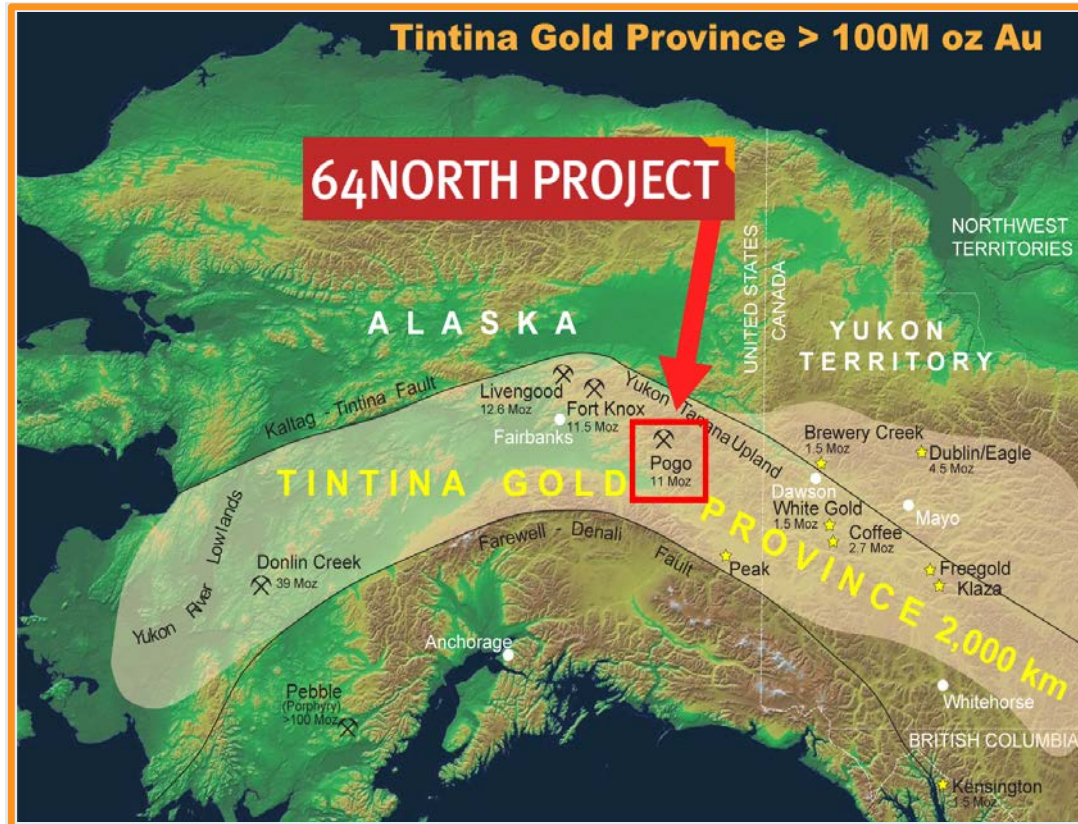 Tintina Gold Province > 100M oz Au
64NORTH PROJECT
NORTHWEST
TERRITORIES
UNITED STATES
CANADA
ALASKA
YUKON
TERRITORY
Kaltag - Tintina Fault
Livengood
12.6 Moz
Fort Knox
11.5 Moz
Fairbanks
Yukon - Tanana Upland
Pogo
11 Moz
Brewery Creek
1.5 Moz
Dublin/Eagle
4.5 Moz
Dawson
Mayo
TINTINA GOLD PROVINCE 2,000 km
White Gold
1.5 Moz
Coffee
2.7 Moz
Yukon River Lowlands
Farewell - Denali Fault
Donlin Creek
39 Moz
Peak
Freegold
Klaza
Anchorage
Pebble
(Porphyry)
>100 Moz
Whitehorse
BRITISH COLUMBIA
Kensington
1.5 Moz